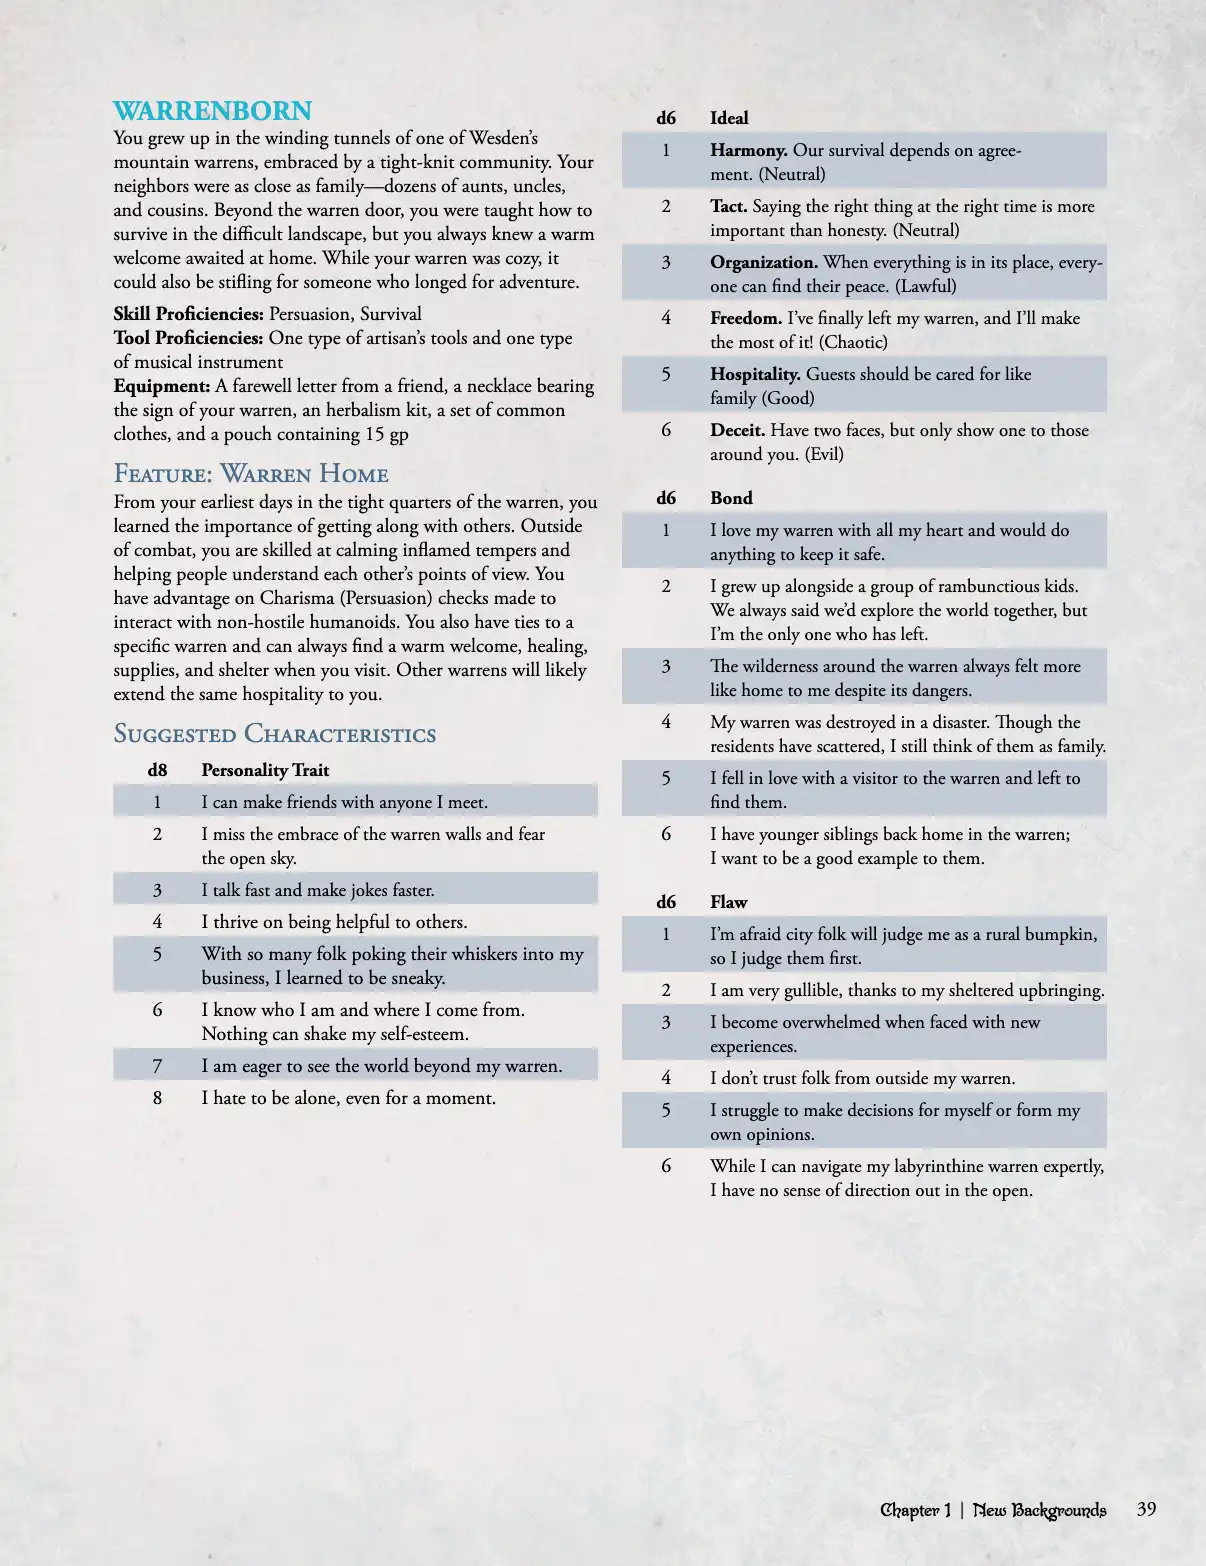 WARRENBORN
You grew up in the winding tunnels of one of Wesden's
mountain warrens, embraced by a tight-knit community. Your
neighbors were as close as family—dozens of aunts, uncles,
and cousins. Beyond the warren door, you were taught how to
survive in the difficult landscape, but you always knew a warm
welcome awaited at home. While your warren was cozy, it
could also be stifling for someone who longed for adventure.
Skill Proficiencies: Persuasion, Survival
Tool Proficiencies: One type of artisan's tools and one type
of musical instrument
Equipment: A farewell letter from a friend, a necklace bearing
the sign of your warren, an herbalism kit, a set of common
clothes, and a pouch containing 15 gp
Feature: Warren Home
From your earliest days in the tight quarters of the warren, you
learned the importance of getting along with others. Outside
of combat, you are skilled at calming inflamed tempers and
helping people understand each other's points of view. You
have advantage on Charisma (Persuasion) checks made to
interact with non-hostile humanoids. You also have ties to a
specific warren and can always find a warm welcome, healing,
supplies, and shelter when you visit. Other warrens will likely
extend the same hospitality to you.
Suggested Characteristics
d8 Personality Trait
1 I can make friends with anyone I meet.
2 I miss the embrace of the warren walls and fear
the open sky.
3 I talk fast and make jokes faster.
4 I thrive on being helpful to others.
5 With so many folk poking their whiskers into my
business, I learned to be sneaky.
6 I know who I am and where I come from.
Nothing can shake my self-esteem.
7 I am eager to see the world beyond my warren.
8 I hate to be alone, even for a moment.
d6 Ideal
1 Harmony. Our survival depends on agree-
ment. (Neutral)
2 Tact. Saying the right thing at the right time is more
important than honesty. (Neutral)
3 Organization. When everything is in its place, every-
one can find their peace. (Lawful)
4 Freedom. I've finally left my warren, and I'll make
the most of it! (Chaotic)
5 Hospitality. Guests should be cared for like
family (Good)
6 Deceit. Have two faces, but only show one to those
around you. (Evil)
d6 Bond
1 I love my warren with all my heart and would do
anything to keep it safe.
2 I grew up alongside a group of rambunctious kids.
We always said we'd explore the world together, but
I'm the only one who has left.
3 The wilderness around the warren always felt more
like home to me despite its dangers.
4 My warren was destroyed in a disaster. Though the
residents have scattered, I still think of them as family.
5 I fell in love with a visitor to the warren and left to
find them.
6 I have younger siblings back home in the warren;
I want to be a good example to them.
d6 Flaw
1 I'm afraid city folk will judge me as a rural bumpkin,
so I judge them first.
2 I am very gullible, thanks to my sheltered upbringing.
3 I become overwhelmed when faced with new
experiences.
4 I don't trust folk from outside my warren.
5 I struggle to make decisions for myself or form my
own opinions.
6 While I can navigate my labyrinthine warren expertly,
I have no sense of direction out in the open.
Chapter 1 | New Backgrounds 39